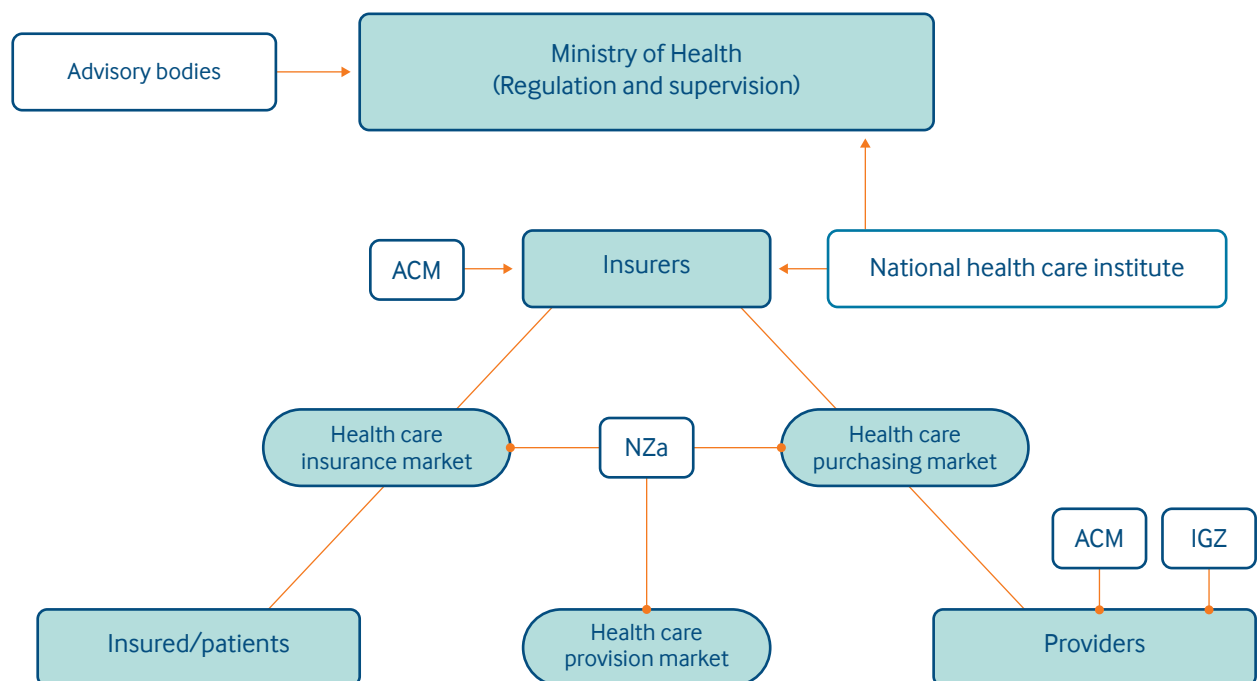 Advisory bodies
Ministry of Health
(Regulation and supervision)
ACM
Insurers
National health care institute
Health care
insurance market
NZa
Health care
purchasing market
ACM
IGZ
Insured/patients
Health care
provision market
Providers